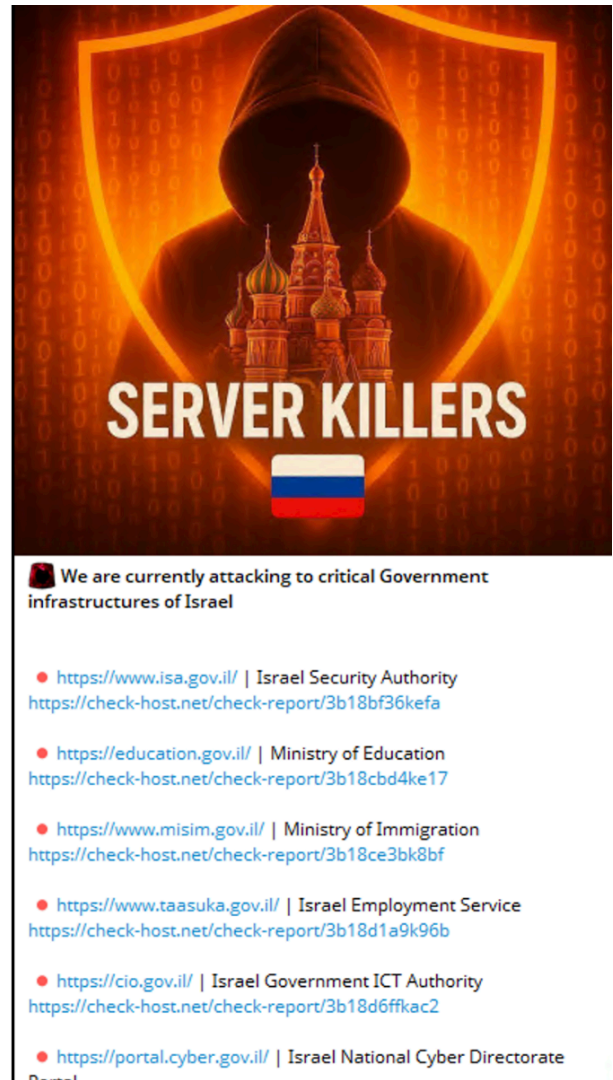 SERVER KILLERS
We are currently attacking to critical Government
infrastructures of Israel
https://www.isa.gov.il/ | Israel Security Authority
https://check-host.net/check-report/3b18bf36kefa
https://education.gov.il/ | Ministry of Education
https://check-host.net/check-report/3b18cbd4ke17
https://www.misim.gov.il/ | Ministry of Immigration
https://check-host.net/check-report/3b18ce3bk8bf
https://www.taasuka.gov.il/ | Israel Employment Service
https://check-host.net/check-report/3b18d1a9k96b
https://cio.gov.il/ | Israel Government ICT Authority
https://check-host.net/check-report/3b18d6ffkac2
https://portal.cyber.gov.il/ | Israel National Cyber Directorate
Portal